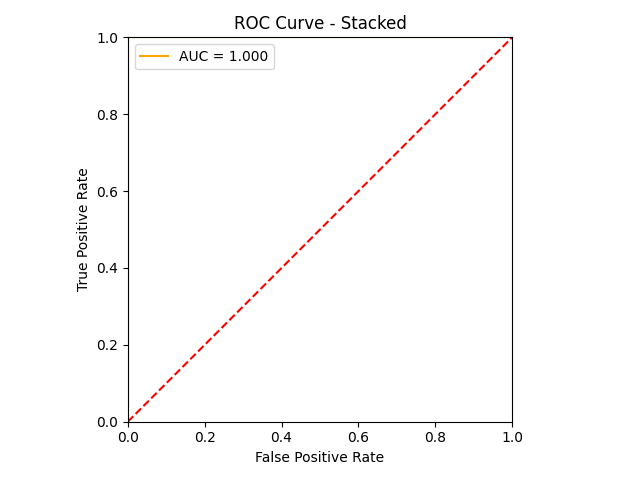 ROC Curve - Stacked
AUC = 1.000
True Positive Rate
1.0
0.8
0.6
0.4
0.2
0.0
0.0 0.2 0.4 0.6 0.8 1.0
False Positive Rate